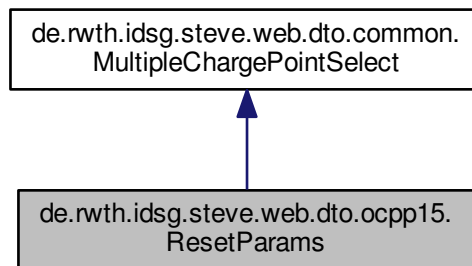 de.rwth.idsg.steve.web.dto.common.
MultipleChargePointSelect
de.rwth.idsg.steve.web.dto.ocpp15.
ResetParams